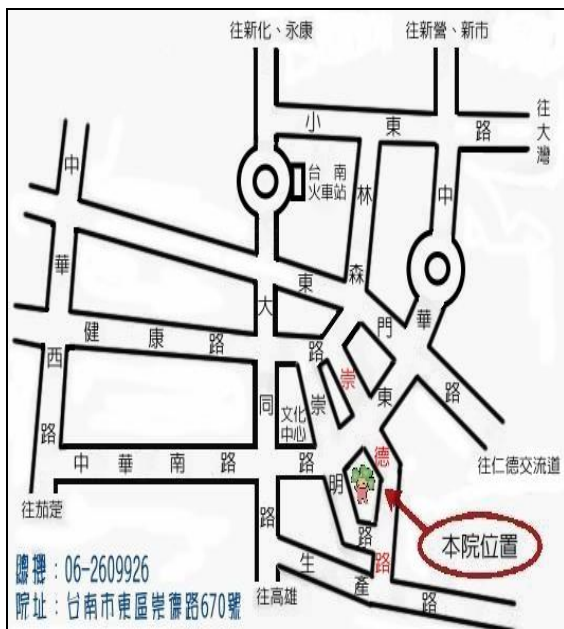 往新化、永康
往新營、新市
往大灣
小東路
台南
火車站
林森路
中華東路
東門路
中華西路
健康路
大同路
文化
中心
崇明路
崇德路
中華南路
往仁德交流道
往茄萣
本院位置
生產路
往高雄
總機：06-2609926
院址：台南市東區崇德路670號